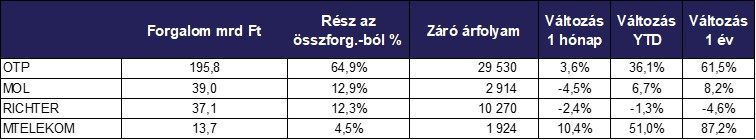 Forgalom mrd Ft Rész az összforg.-ból % Záró árfolyam Változás 1 hónap Változás YTD Változás 1 év
OTP 195,8 64,9% 29 530 3,6% 36,1% 61,5%
MOL 39,0 12,9% 2 914 -4,5% 6,7% 8,2%
RICHTER 37,1 12,3% 10 270 -2,4% -1,3% -4,6%
MTELEKOM 13,7 4,5% 1 924 10,4% 51,0% 87,2%